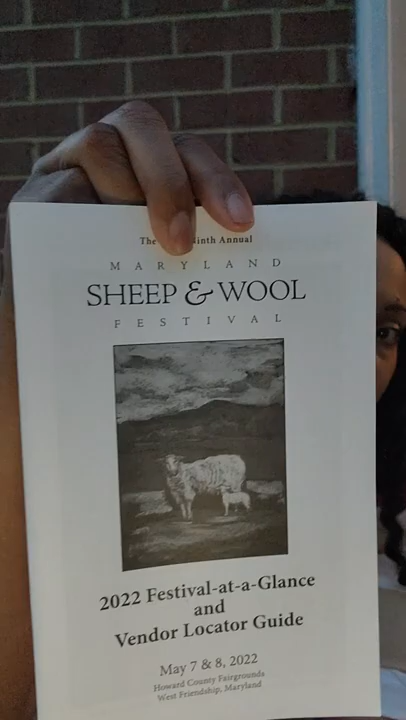 The inth Annual
MARYLAND
SHEEP & WOOL
FESTIVAL
2022 Festival-at-a-Glance
and
Vendor Locator Guide
May 7 & 8, 2022
Howard County Fairgrounds
West Friendship, Maryland